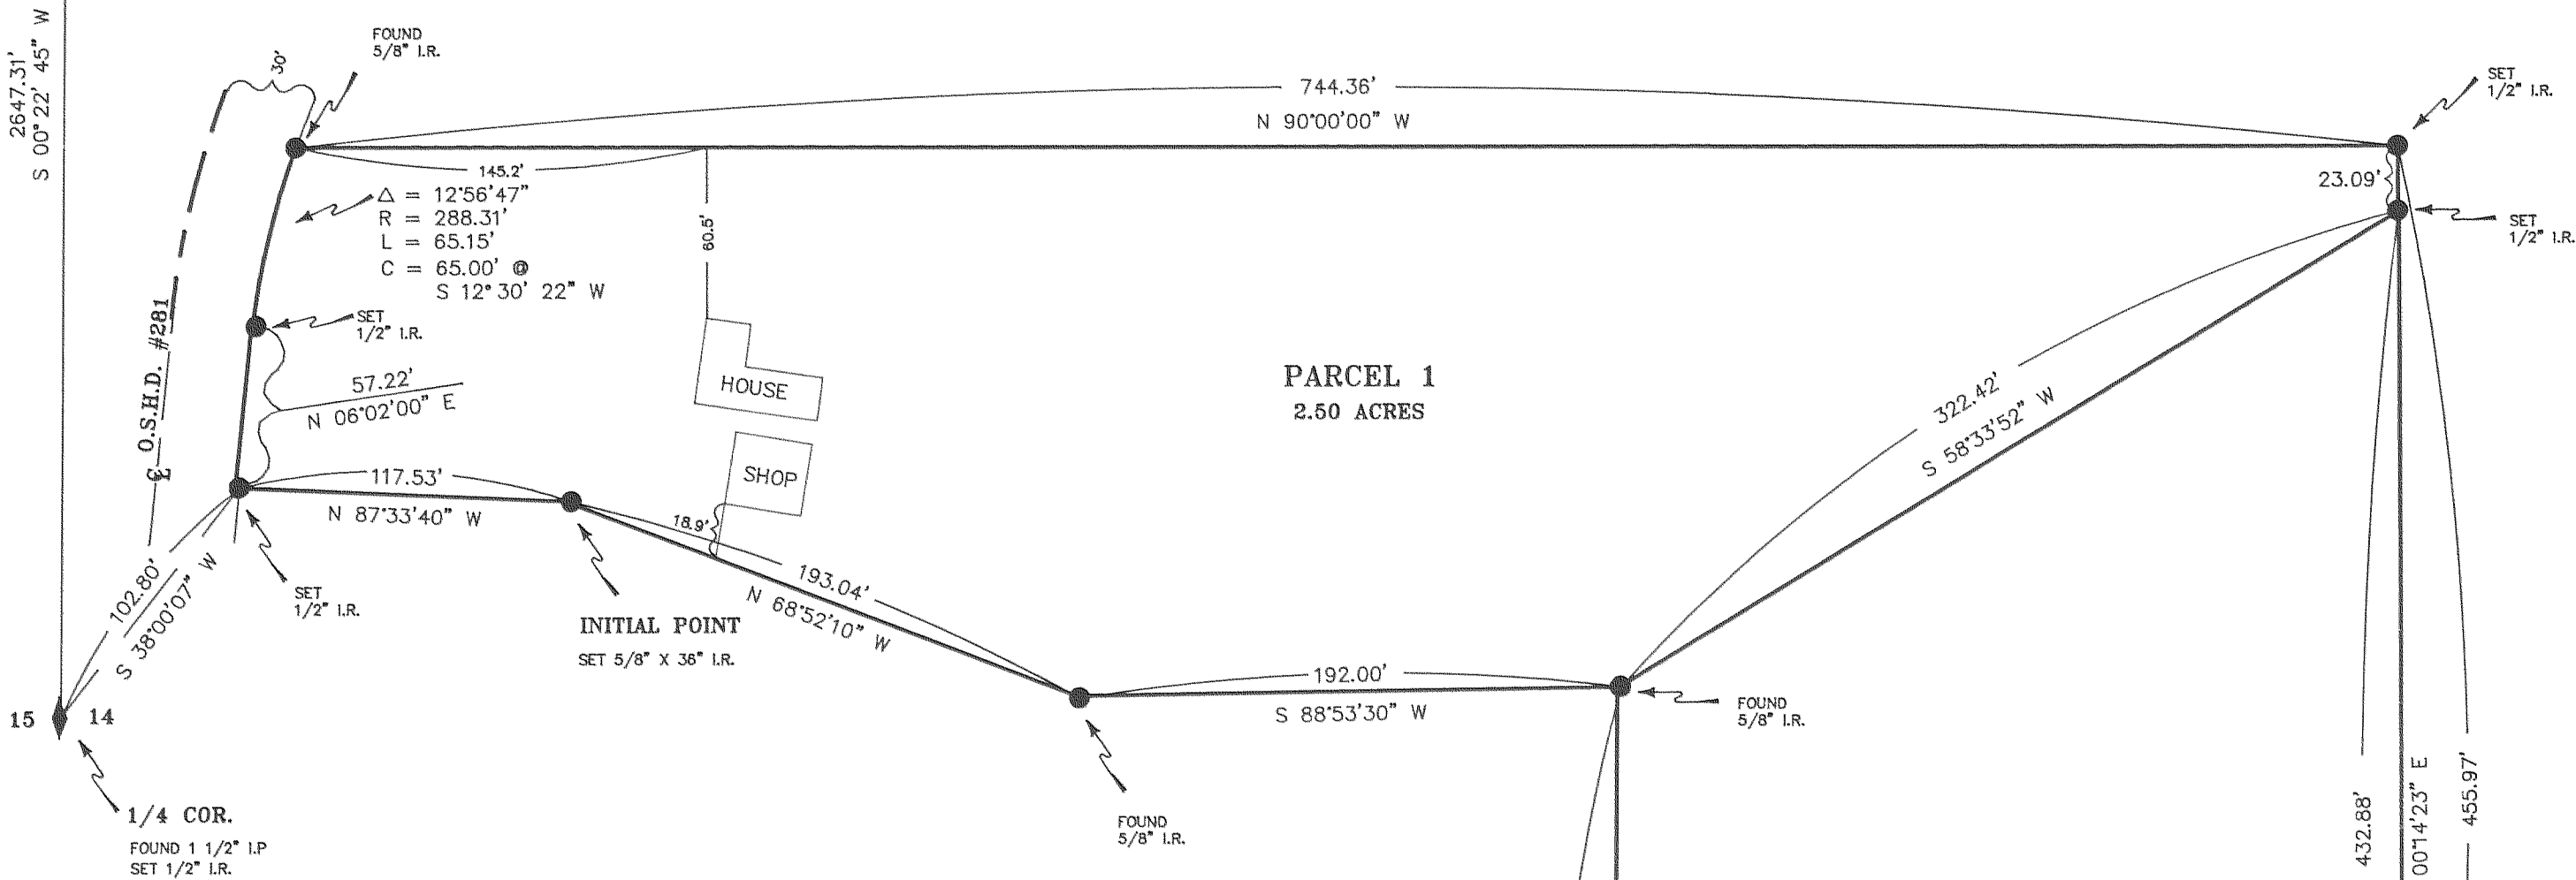 2647.31'
S 00°22' 45" W
FOUND
5/8" I.R.
30'
744.36'
N 90°00'00" W
SET
1/2" I.R.
145.2'
23.09'
Δ = 12°56'47"
R = 288.31'
L = 65.15'
C = 65.00' @
S 12°30' 22" W
60.5'
SET
1/2" I.R.
SET
1/2" I.R.
℄ O.S.H.D. #281
57.22'
N 06°02'00" E
HOUSE
PARCEL 1
2.50 ACRES
322.42'
S 58°33'52" W
117.53'
N 87°33'40" W
SHOP
18.9'
102.80'
S 38°00'07" W
SET
1/2" I.R.
193.04'
N 68°52'10" W
INITIAL POINT
SET 5/8" X 36" I.R.
192.00'
S 88°53'30" W
FOUND
5/8" I.R.
15 14
1/4 COR.
FOUND 1 1/2" I.P
SET 1/2" I.R.
FOUND
5/8" I.R.
432.88'
00°14'23" E
455.97'